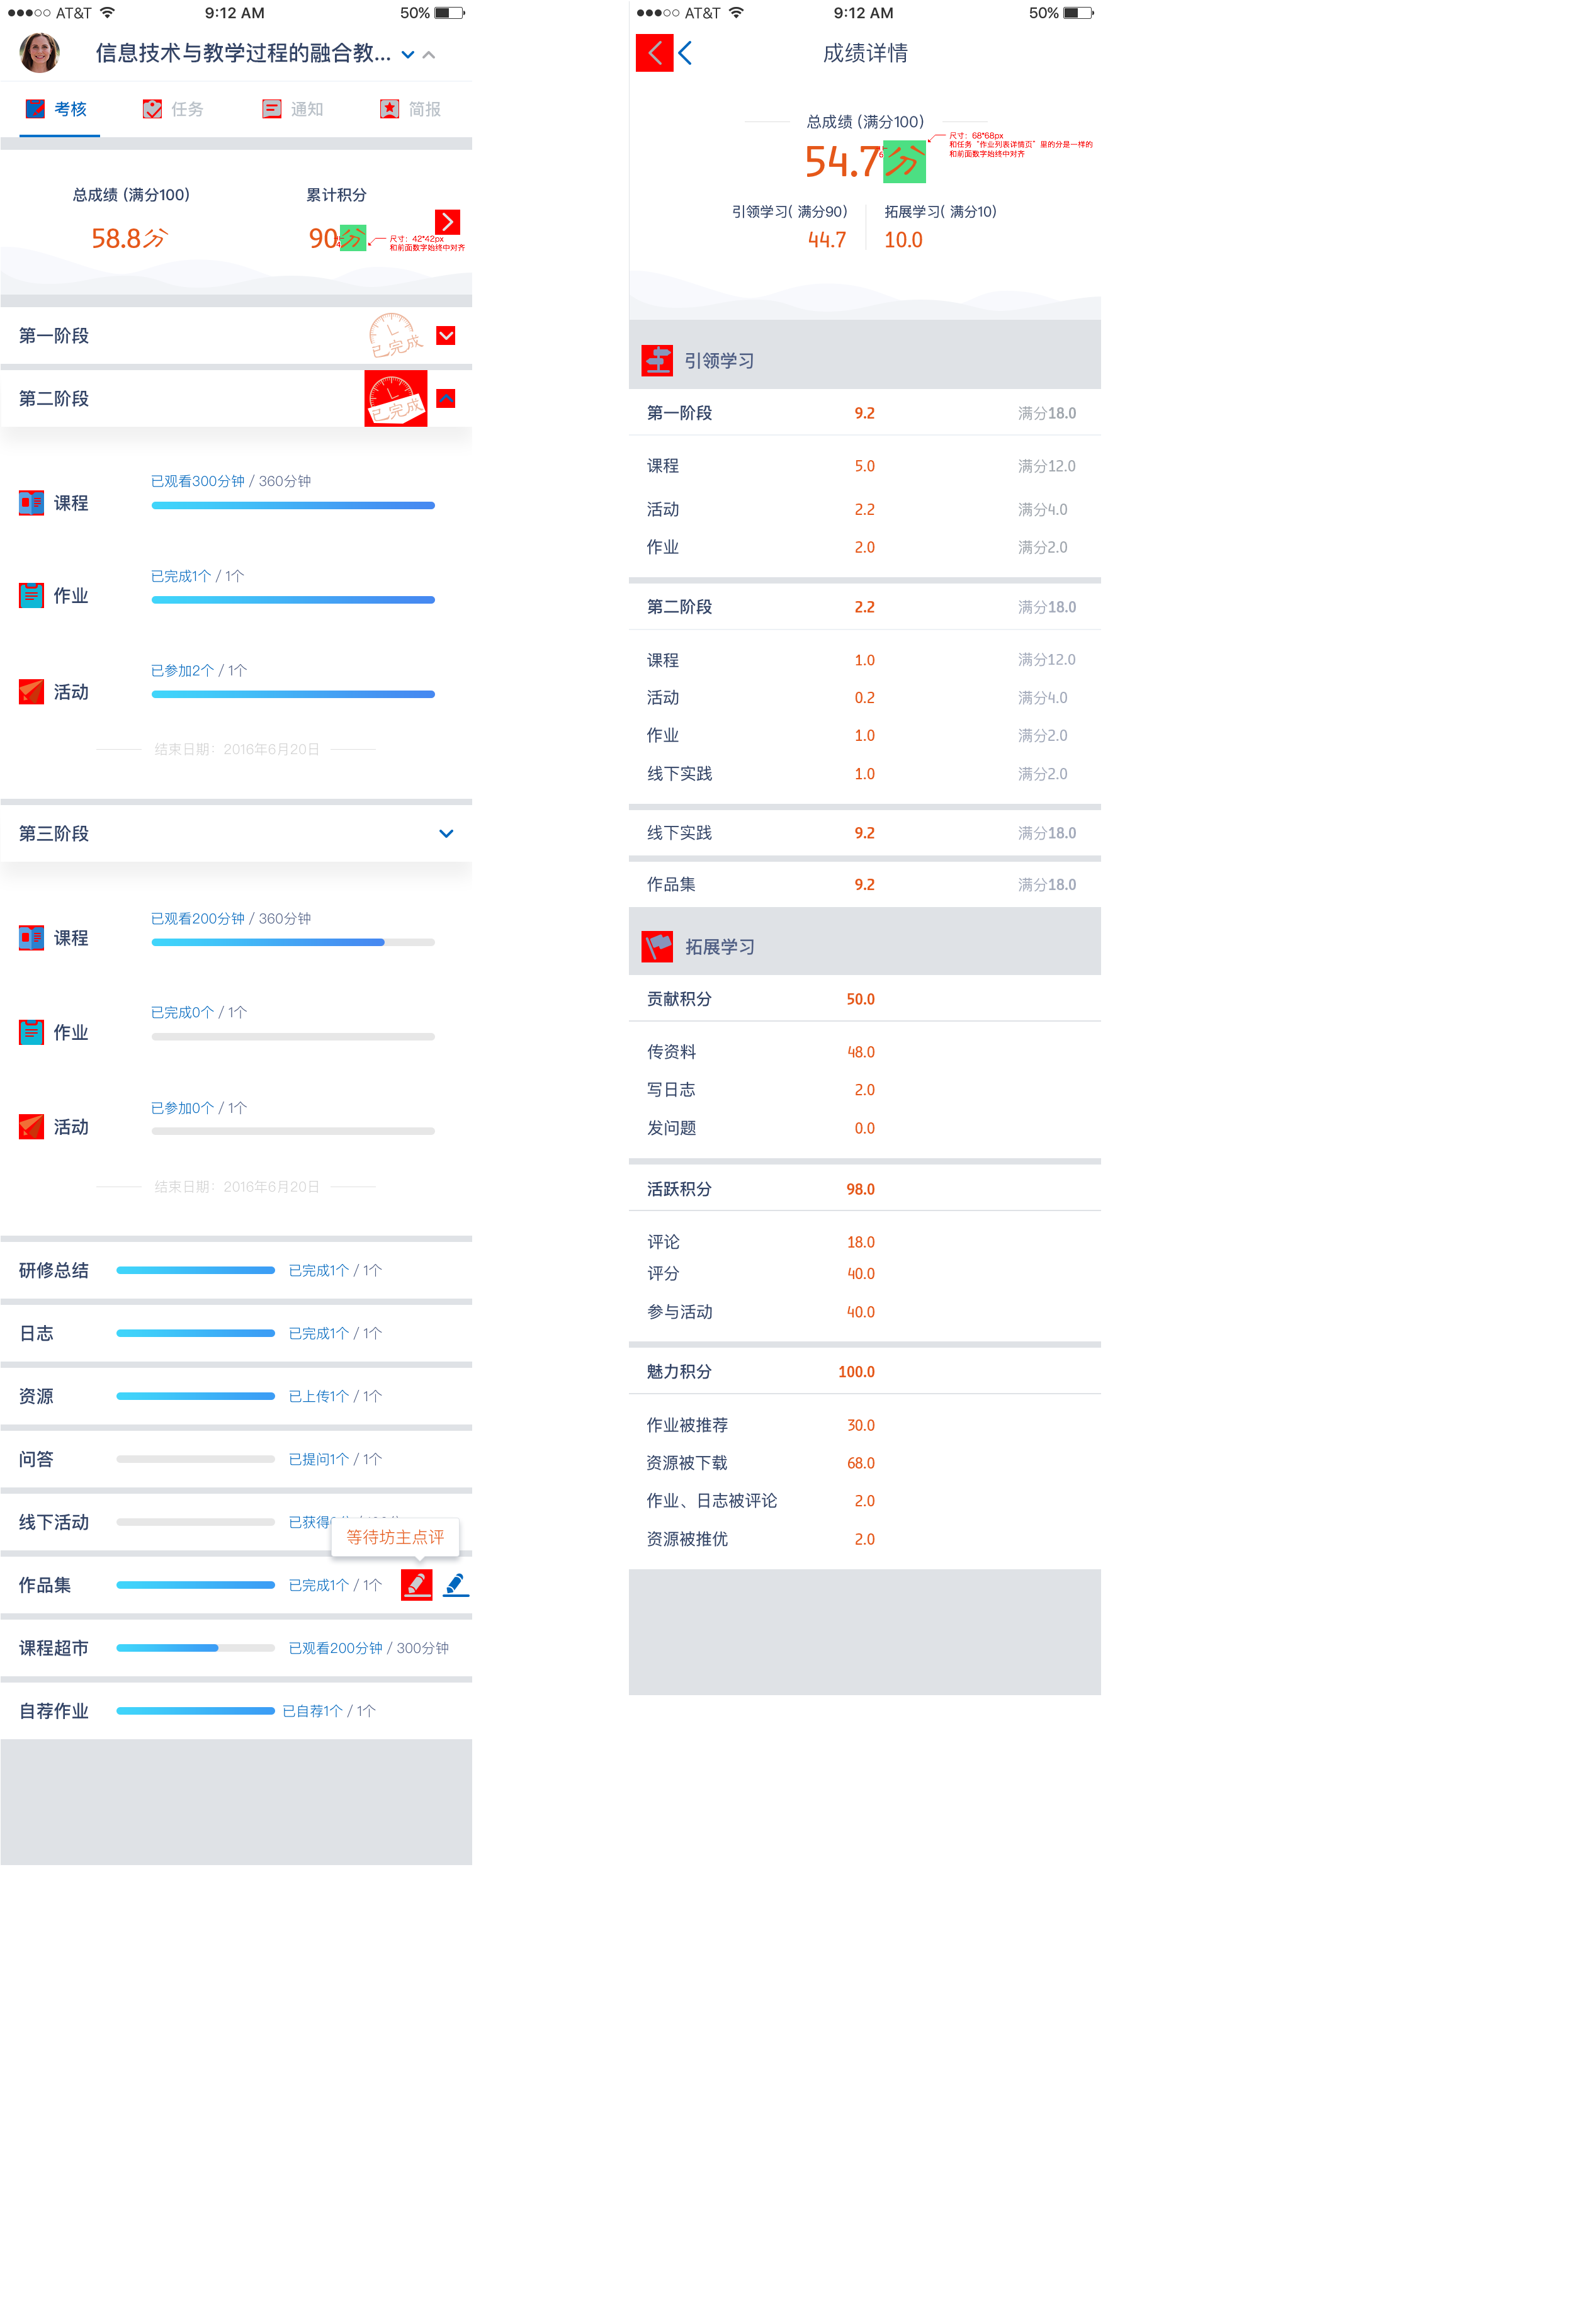 AT&T 9:12 AM 50%
信息技术与教学过程的融合教...
考核 任务 通知 简报
总成绩 (满分100) 累计积分
58.8分 90分
尺寸：42*42px
和前面数字始终中对齐
第一阶段 已完成
第二阶段 已完成
已观看300分钟 / 360分钟
课程
已完成1个 / 1个
作业
已参加2个 / 1个
活动
结束日期：2016年6月20日
第三阶段
已观看200分钟 / 360分钟
课程
已完成0个 / 1个
作业
已参加0个 / 1个
活动
结束日期：2016年6月20日
研修总结 已完成1个 / 1个
日志 已完成1个 / 1个
资源 已上传1个 / 1个
问答 已提问1个 / 1个
线下活动 已获得
等待坊主点评
作品集 已完成1个 / 1个
课程超市 已观看200分钟 / 300分钟
自荐作业 已自荐1个 / 1个
AT&T 9:12 AM 50%
成绩详情
总成绩 (满分100)
54.7分
尺寸：68*68px
和任务“作业列表详情页”里的分是一样的
和前面数字始终中对齐
引领学习( 满分90) 拓展学习( 满分10)
44.7 10.0
引领学习
第一阶段 9.2 满分18.0
课程 5.0 满分12.0
活动 2.2 满分4.0
作业 2.0 满分2.0
第二阶段 2.2 满分18.0
课程 1.0 满分12.0
活动 0.2 满分4.0
作业 1.0 满分2.0
线下实践 1.0 满分2.0
线下实践 9.2 满分18.0
作品集 9.2 满分18.0
拓展学习
贡献积分 50.0
传资料 48.0
写日志 2.0
发问题 0.0
活跃积分 98.0
评论 18.0
评分 40.0
参与活动 40.0
魅力积分 100.0
作业被推荐 30.0
资源被下载 68.0
作业、日志被评论 2.0
资源被推优 2.0